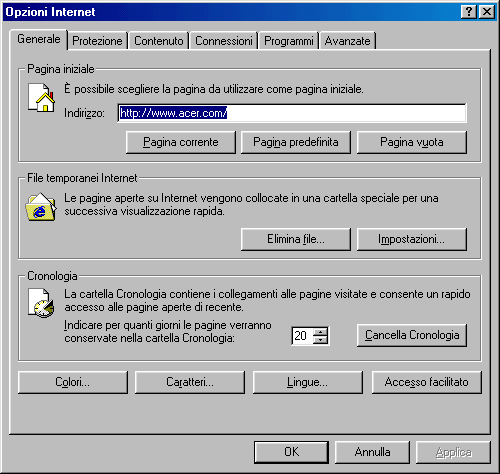 Opzioni Internet
Generale Protezione Contenuto Connessioni Programmi Avanzate
Pagina iniziale
È possibile scegliere la pagina da utilizzare come pagina iniziale.
Indirizzo: http://www.acer.com/
Pagina corrente Pagina predefinita Pagina vuota
File temporanei Internet
Le pagine aperte su Internet vengono collocate in una cartella speciale per una
successiva visualizzazione rapida.
Elimina file... Impostazioni...
Cronologia
La cartella Cronologia contiene i collegamenti alle pagine visitate e consente un rapido
accesso alle pagine aperte di recente.
Indicare per quanti giorni le pagine verranno
conservate nella cartella Cronologia: 20 Cancella Cronologia
Colori... Caratteri... Lingue... Accesso facilitato
OK Annulla Applica